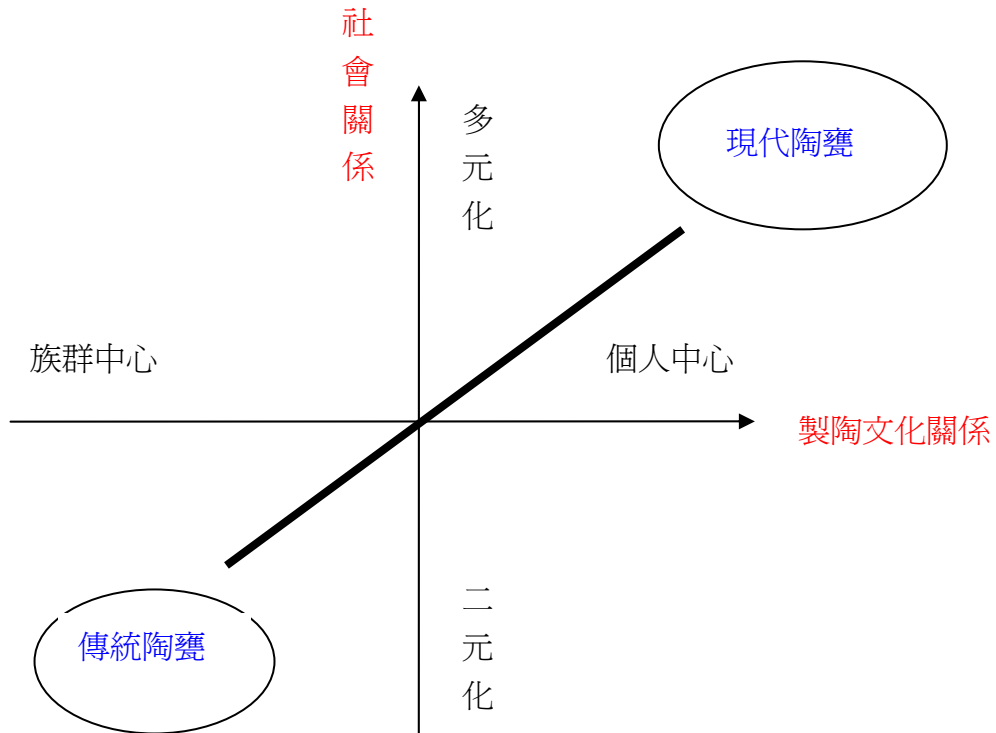 社會關係
多元化
現代陶甕
族群中心
個人中心
製陶文化關係
二元化
傳統陶甕